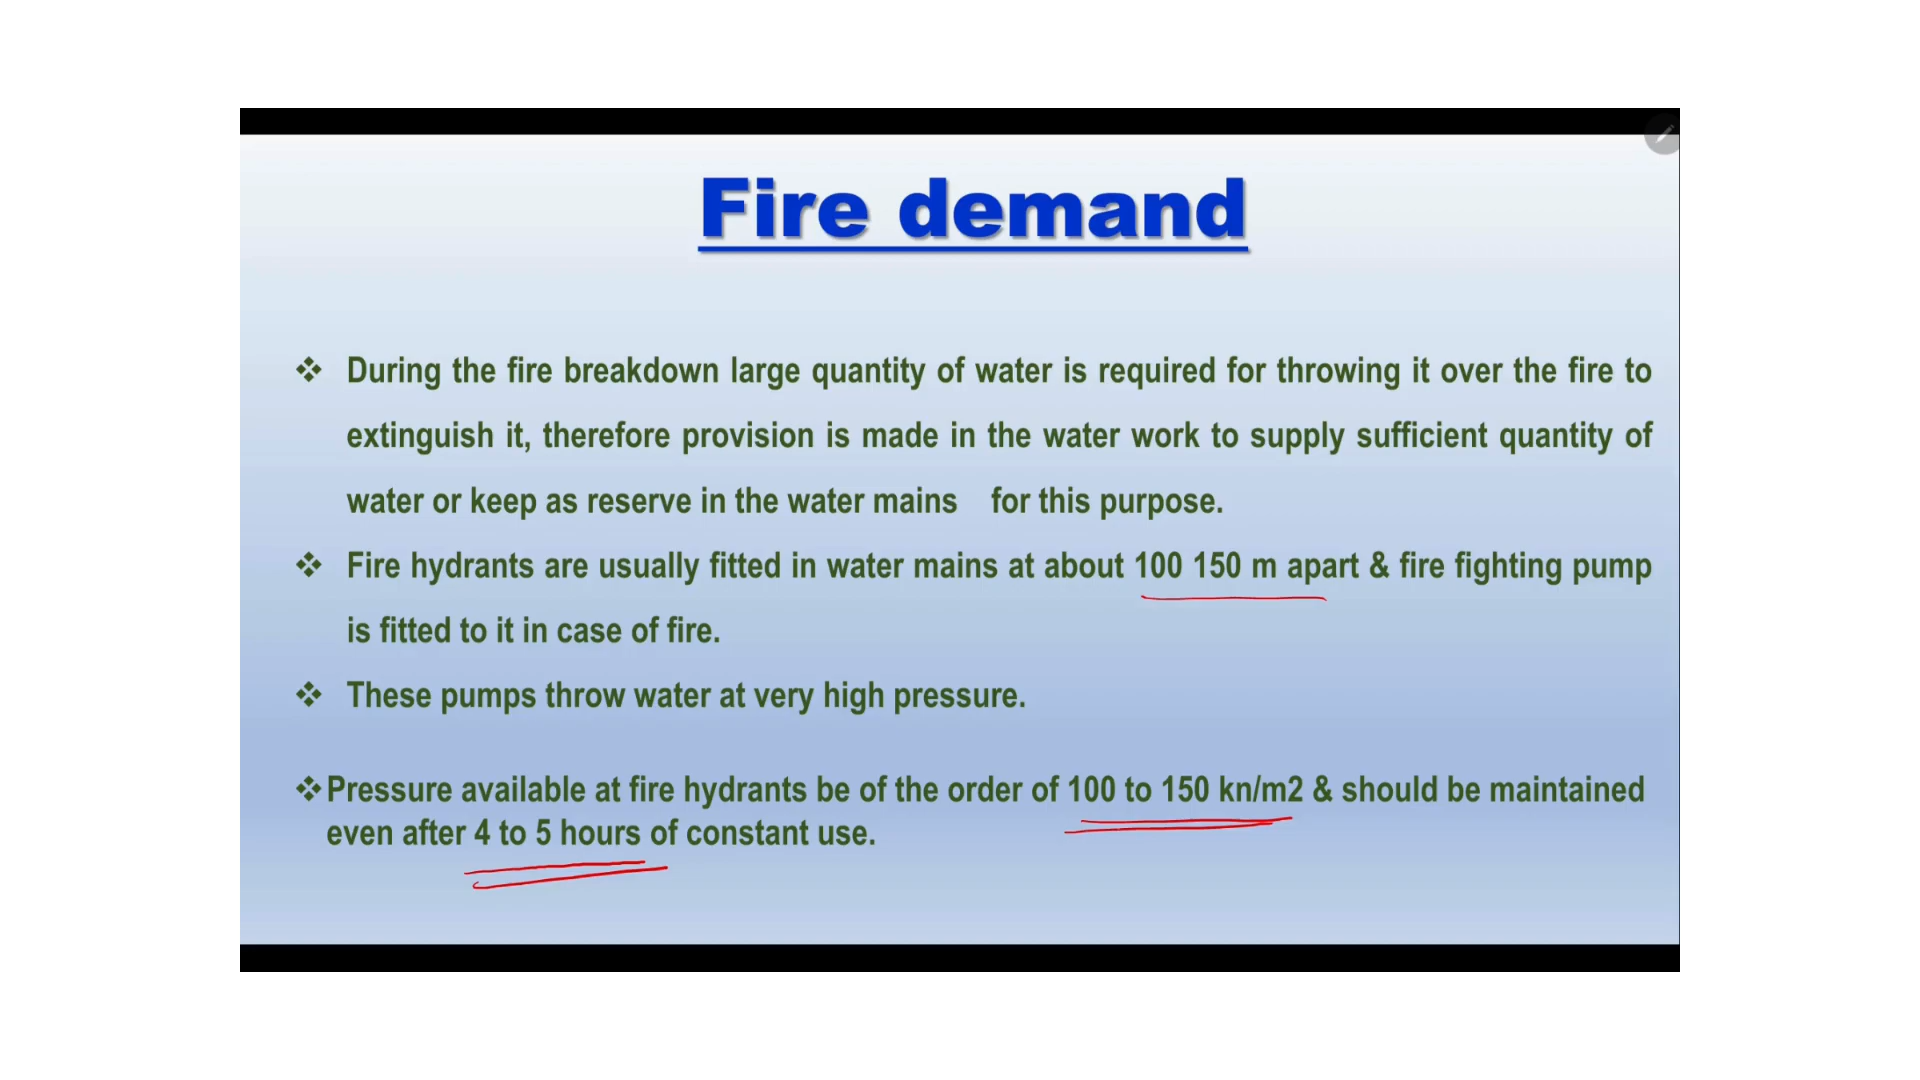 Fire demand
❖ During the fire breakdown large quantity of water is required for throwing it over the fire to
extinguish it, therefore provision is made in the water work to supply sufficient quantity of
water or keep as reserve in the water mains for this purpose.
❖ Fire hydrants are usually fitted in water mains at about 100 150 m apart & fire fighting pump
is fitted to it in case of fire.
❖ These pumps throw water at very high pressure.
❖ Pressure available at fire hydrants be of the order of 100 to 150 kn/m2 & should be maintained
even after 4 to 5 hours of constant use.